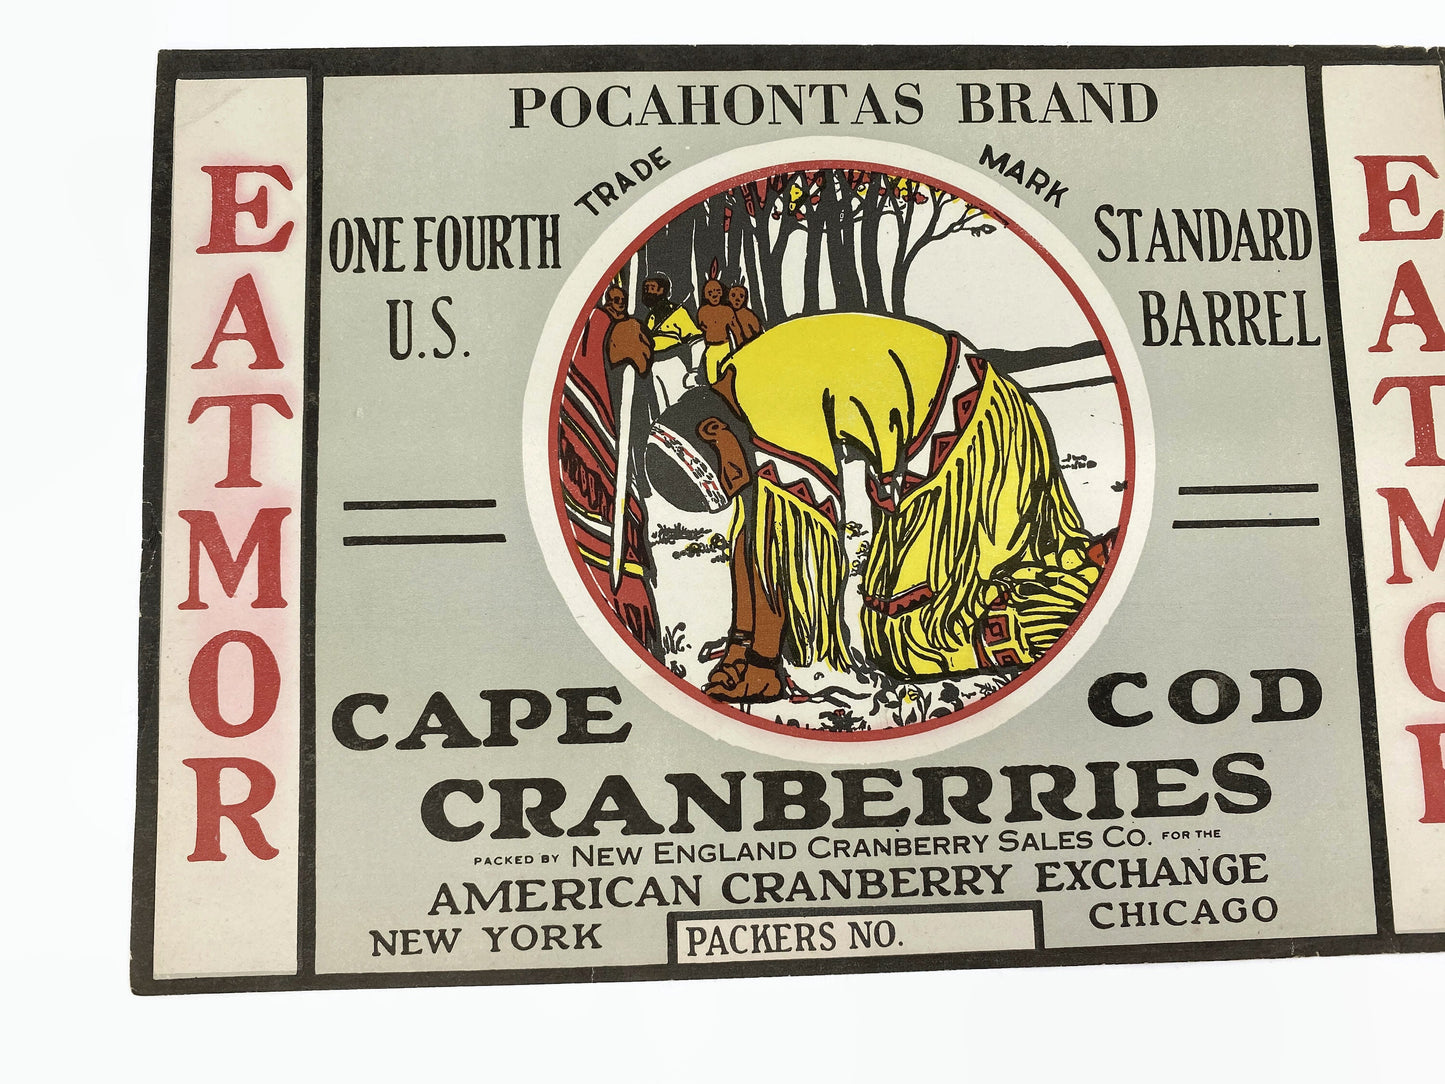 POCAHONTAS BRAND
TRADE MARK
EATMOR
ONE FOURTH
U.S.
STANDARD
BARREL
CAPE COD
CRANBERRIES
PACKED BY NEW ENGLAND CRANBERRY SALES CO. FOR THE
AMERICAN CRANBERRY EXCHANGE
NEW YORK
PACKERS NO.
CHICAGO
EATMOR